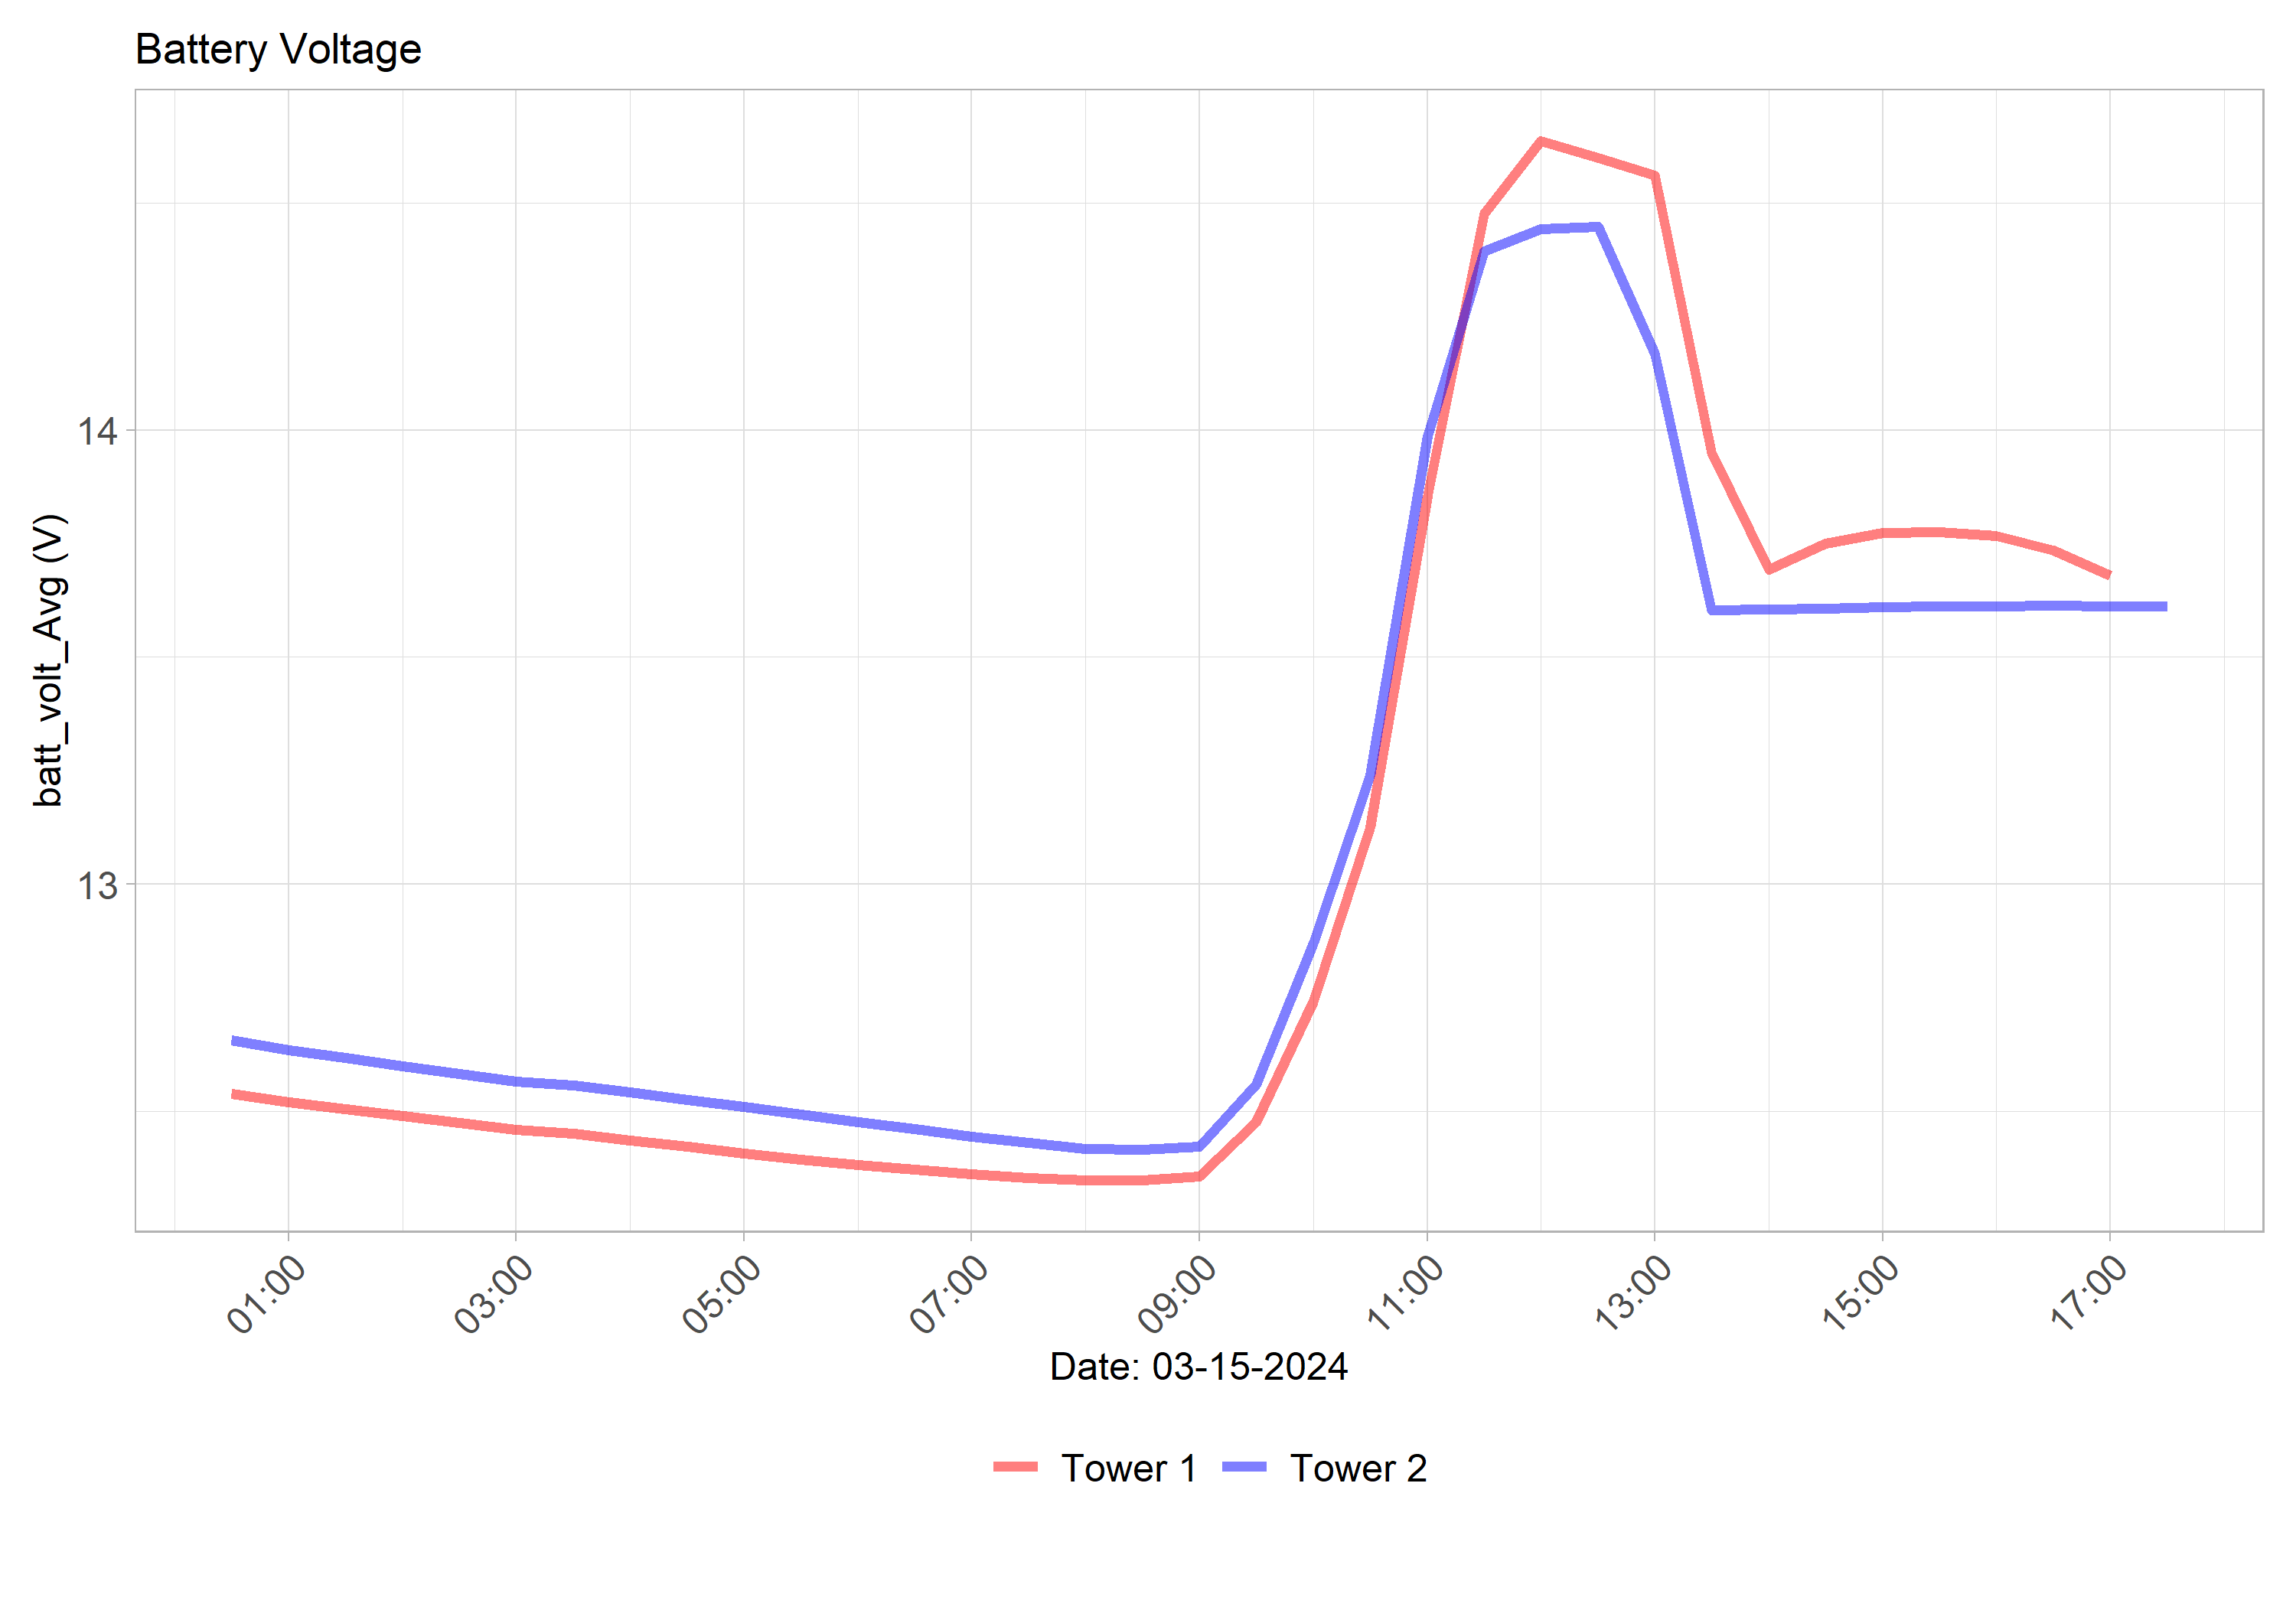 Battery Voltage
batt_volt_Avg (V)
14
13
01:00
03:00
05:00
07:00
09:00
11:00
13:00
15:00
17:00
Date: 03-15-2024
Tower 1
Tower 2